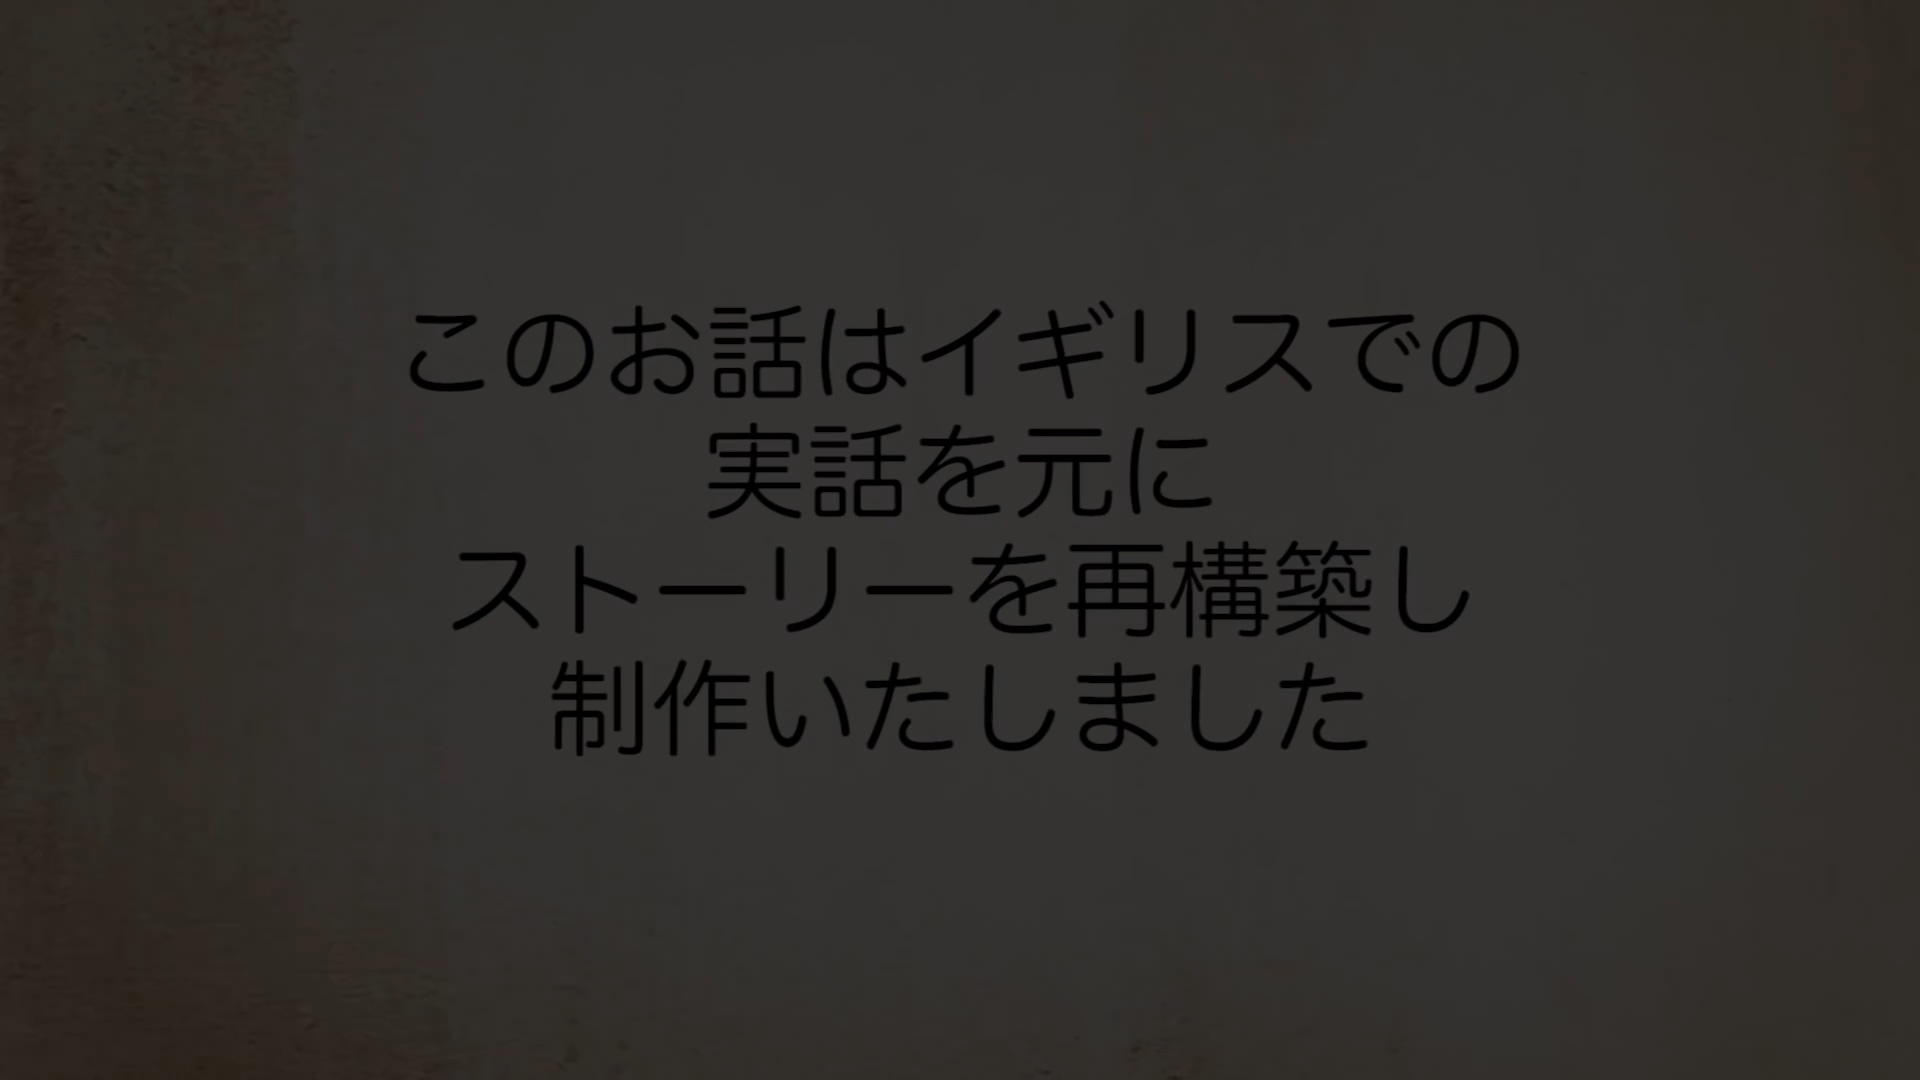 このお話はイギリスでの
実話を元に
ストーリーを再構築し
制作いたしました